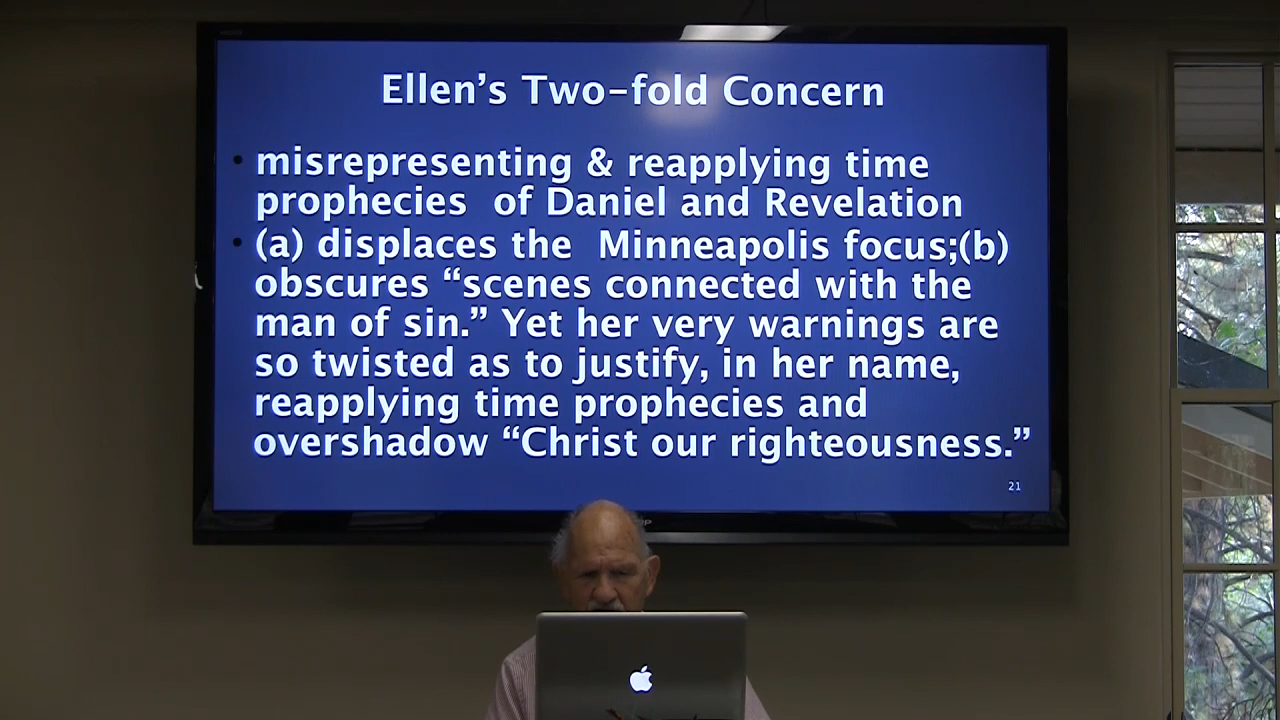 Ellen's Two-fold Concern
• misrepresenting & reapplying time
prophecies of Daniel and Revelation
• (a) displaces the Minneapolis focus;(b)
obscures “scenes connected with the
man of sin.” Yet her very warnings are
so twisted as to justify, in her name,
reapplying time prophecies and
overshadow “Christ our righteousness.”
21